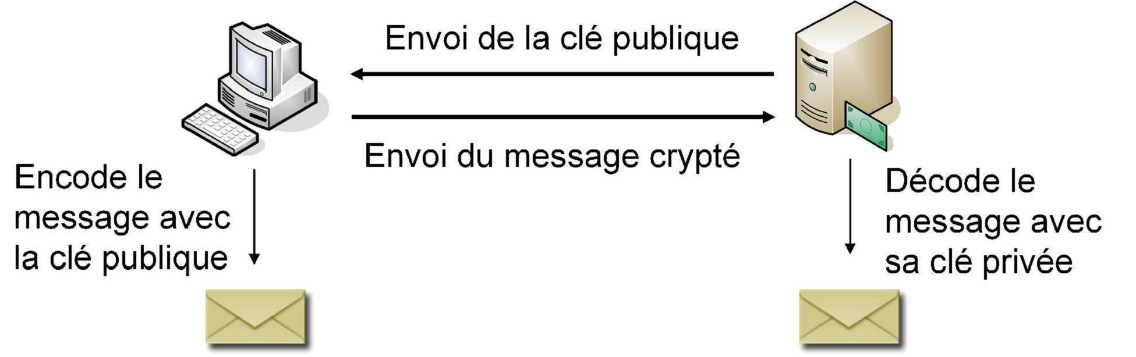 Envoi de la clé publique
Envoi du message crypté
Encode le
message avec
la clé publique
Décode le
message avec
sa clé privée